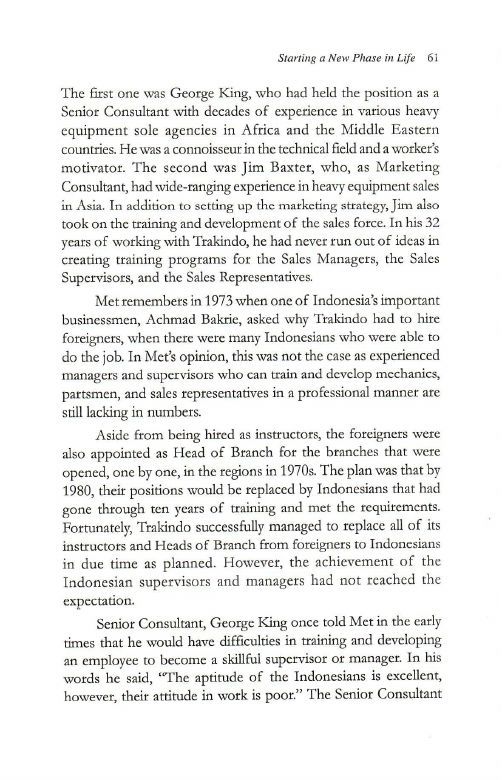 Starting a New Phase in Life 61
The first one was George King, who had held the position as a
Senior Consultant with decades of experience in various heavy
equipment sole agencies in Africa and the Middle Eastern
countries. He was a connoisseur in the technical field and a worker's
motivator. The second was Jim Baxter, who, as Marketing
Consultant, had wide-ranging experience in heavy equipment sales
in Asia. In addition to setting up the marketing strategy, Jim also
took on the training and development of the sales force. In his 32
years of working with Trakindo, he had never run out of ideas in
creating training programs for the Sales Managers, the Sales
Supervisors, and the Sales Representatives.
Met remembers in 1973 when one of Indonesia's important
businessmen, Achmad Bakrie, asked why Trakindo had to hire
foreigners, when there were many Indonesians who were able to
do the job. In Met's opinion, this was not the case as experienced
managers and supervisors who can train and develop mechanics,
partsmen, and sales representatives in a professional manner are
still lacking in numbers.
Aside from being hired as instructors, the foreigners were
also appointed as Head of Branch for the branches that were
opened, one by one, in the regions in 1970s. The plan was that by
1980, their positions would be replaced by Indonesians that had
gone through ten years of training and met the requirements.
Fortunately, Trakindo successfully managed to replace all of its
instructors and Heads of Branch from foreigners to Indonesians
in due time as planned. However, the achievement of the
Indonesian supervisors and managers had not reached the
expectation.
Senior Consultant, George King once told Met in the early
times that he would have difficulties in training and developing
an employee to become a skillful supervisor or manager. In his
words he said, "The aptitude of the Indonesians is excellent,
however, their attitude in work is poor." The Senior Consultant